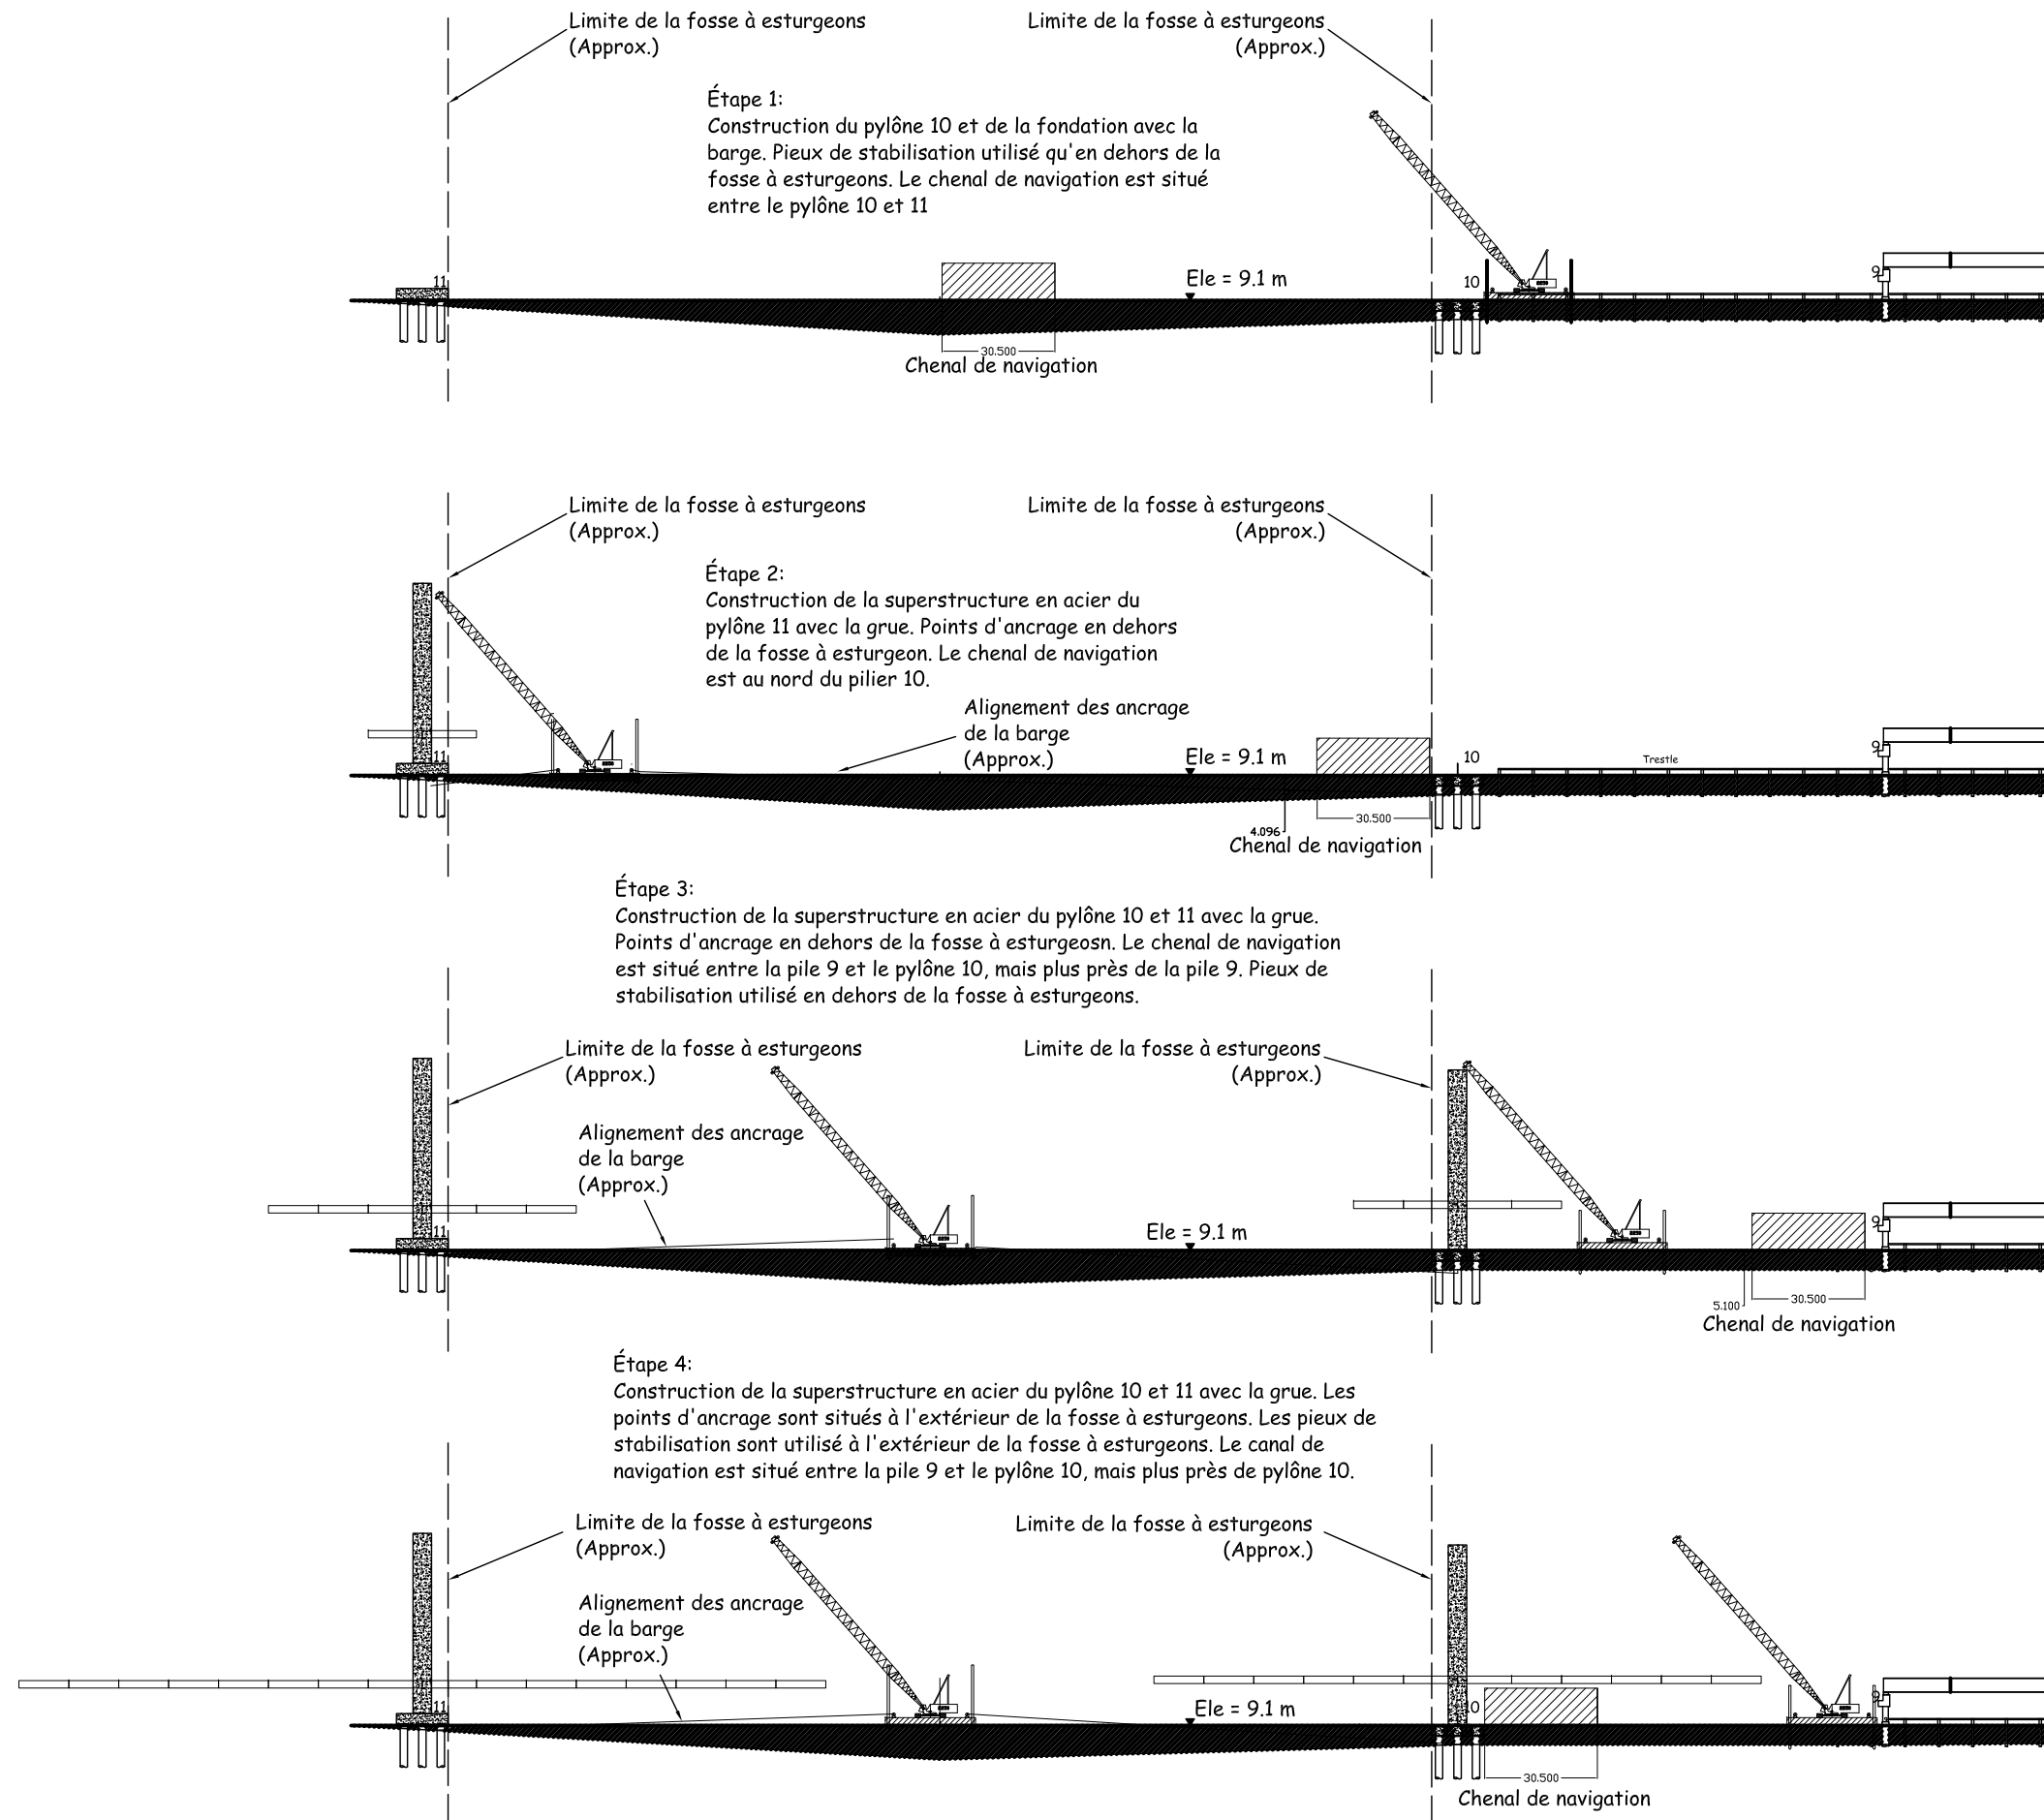 Limite de la fosse à esturgeons
(Approx.)
Limite de la fosse à esturgeons
(Approx.)
Étape 1:
Construction du pylône 10 et de la fondation avec la
barge. Pieux de stabilisation utilisé qu'en dehors de la
fosse à esturgeons. Le chenal de navigation est situé
entre le pylône 10 et 11
11
Ele = 9.1 m
10
9
30.500
Chenal de navigation
Limite de la fosse à esturgeons
(Approx.)
Limite de la fosse à esturgeons
(Approx.)
Étape 2:
Construction de la superstructure en acier du
pylône 11 avec la grue. Points d'ancrage en dehors
de la fosse à esturgeon. Le chenal de navigation
est au nord du pilier 10.
Alignement des ancrage
de la barge
(Approx.)
11
Ele = 9.1 m
10
Trestle
9
30.500
4.096
Chenal de navigation
Étape 3:
Construction de la superstructure en acier du pylône 10 et 11 avec la grue.
Points d'ancrage en dehors de la fosse à esturgeosn. Le chenal de navigation
est situé entre la pile 9 et le pylône 10, mais plus près de la pile 9. Pieux de
stabilisation utilisé en dehors de la fosse à esturgeons.
Limite de la fosse à esturgeons
(Approx.)
Limite de la fosse à esturgeons
(Approx.)
Alignement des ancrage
de la barge
(Approx.)
11
Ele = 9.1 m
9
5.100
30.500
Chenal de navigation
Étape 4:
Construction de la superstructure en acier du pylône 10 et 11 avec la grue. Les
points d'ancrage sont situés à l'extérieur de la fosse à esturgeons. Les pieux de
stabilisation sont utilisé à l'extérieur de la fosse à esturgeons. Le canal de
navigation est situé entre la pile 9 et le pylône 10, mais plus près de pylône 10.
Limite de la fosse à esturgeons
(Approx.)
Limite de la fosse à esturgeons
(Approx.)
Alignement des ancrage
de la barge
(Approx.)
11
Ele = 9.1 m
10
9
30.500
Chenal de navigation